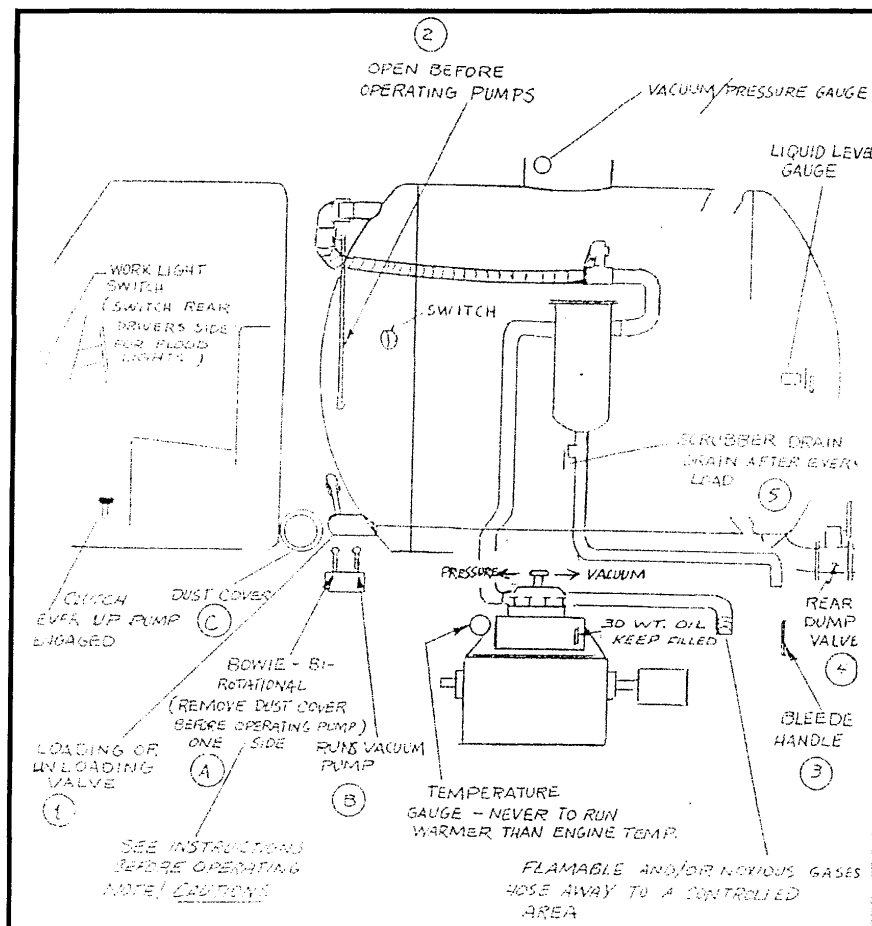 2
OPEN BEFORE
OPERATING PUMPS
VACUUM/PRESSURE GAUGE
LIQUID LEVE
GAUGE
WORK LIGHT
SWITCH
(SWITCH REAR
DRIVERS SIDE
FOR FLOOD
LIGHTS)
SWITCH
SCRUBBER DRAIN
DRAIN AFTER EVERY
LOAD
5
CLUTCH
EVER UP PUMP
ENGAGED
DUST COVER
C
PRESSURE
VACUUM
30 WT. OIL
KEEP FILLED
REAR
DUMP
VALVE
4
BOWIE - BI-
ROTATIONAL
(REMOVE DUST COVER
BEFORE OPERATING PUMP)
ONE
SIDE
A
RUNS VACUUM
PUMP
B
BLEEDE
HANDLE
3
LOADING OR
UNLOADING
VALVE
1
TEMPERATURE
GAUGE - NEVER TO RUN
WARMER THAN ENGINE TEMP.
SEE INSTRUCTIONS
BEFORE OPERATING
NOTE/ CAUTIONS
FLAMABLE AND/OR NOXIOUS GASES
HOSE AWAY TO A CONTROLLED
AREA